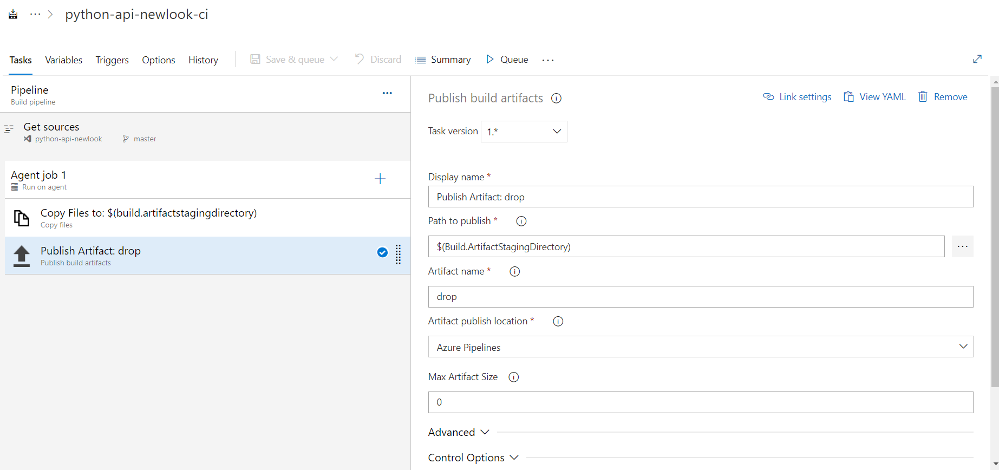 python-api-newlook-ci
Tasks Variables Triggers Options History Save & queue Discard Summary Queue
Pipeline
Build pipeline
Get sources
python-api-newlook master
Agent job 1
Run on agent
Copy Files to: $(build.artifactstagingdirectory)
Copy files
Publish Artifact: drop
Publish build artifacts
Publish build artifacts
Link settings View YAML Remove
Task version 1.*
Display name *
Publish Artifact: drop
Path to publish *
$(Build.ArtifactStagingDirectory)
Artifact name *
drop
Artifact publish location *
Azure Pipelines
Max Artifact Size
0
Advanced
Control Options